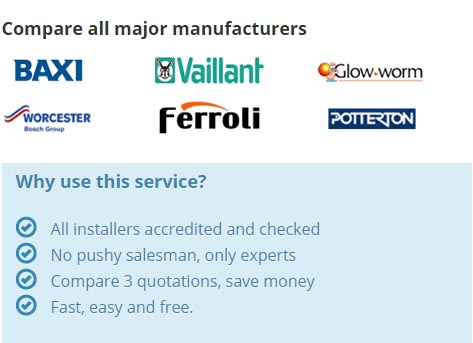 Compare all major manufacturers
BAXI
Vaillant
Glow-worm
WORCESTER
Bosch Group
Ferroli
POTTERTON
Why use this service?
All installers accredited and checked
No pushy salesman, only experts
Compare 3 quotations, save money
Fast, easy and free.